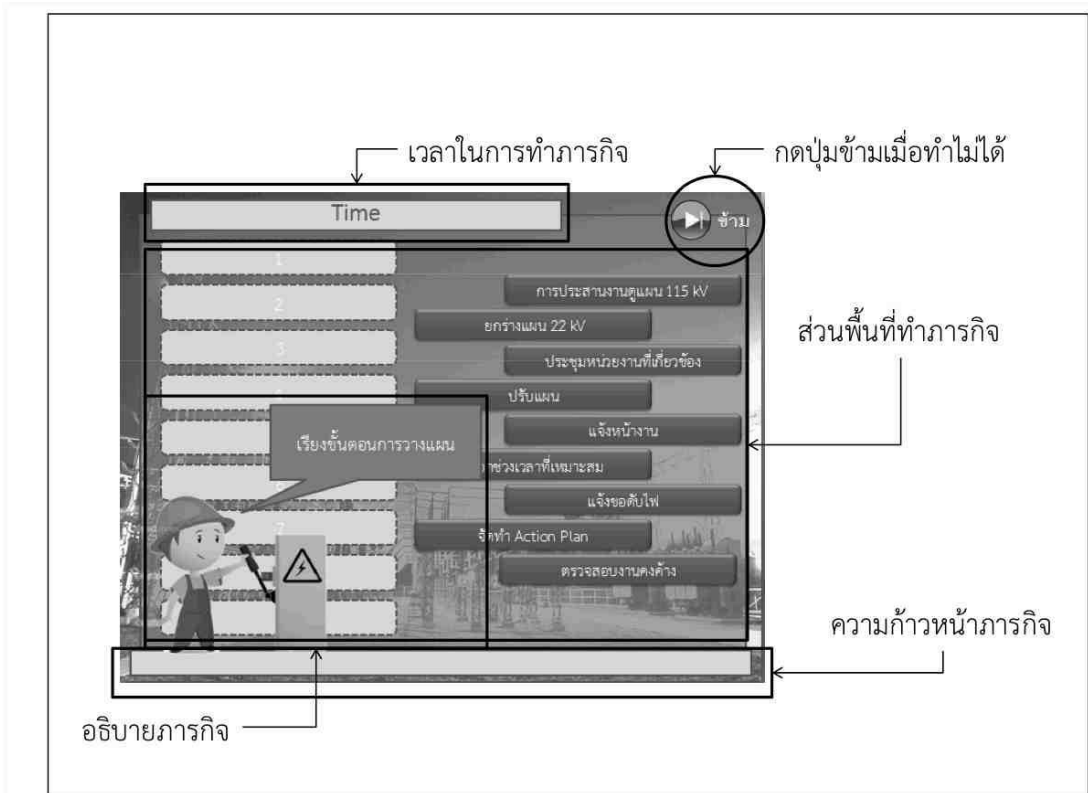 เวลาในการทำภารกิจ
กดปุ่มข้ามเมื่อทำไม่ได้
Time
ข้าม
1
2
3
การประสานงานดูแผน 115 kV
ยกร่างแผน 22 kV
ประชุมหน่วยงานที่เกี่ยวข้อง
ปรับแผน
แจ้งหน้างาน
ช่วงเวลาที่เหมาะสม
แจ้งขอดับไฟ
จัดทำ Action Plan
ตรวจสอบงานคงค้าง
เรียงขั้นตอนการวางแผน
7
ส่วนพื้นที่ทำภารกิจ
ความก้าวหน้าภารกิจ
อธิบายภารกิจ